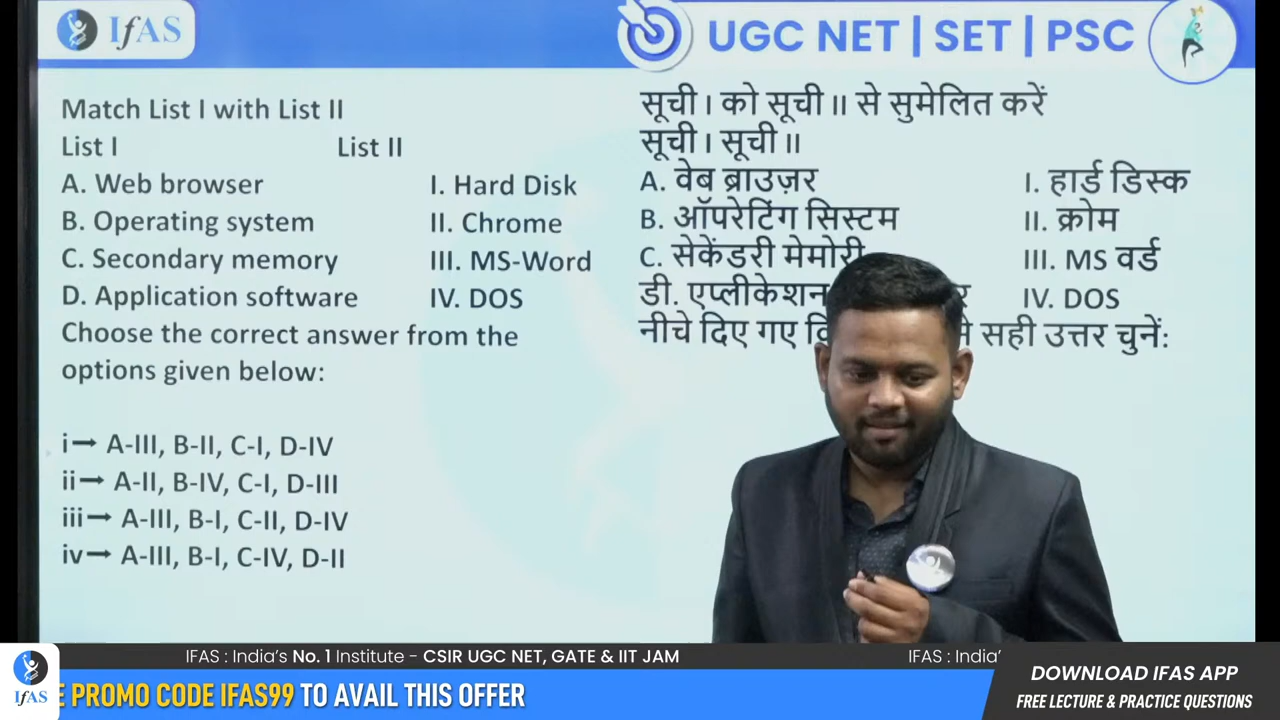 IfAS
UGC NET | SET | PSC
Match List I with List II
List I List II
A. Web browser I. Hard Disk
B. Operating system II. Chrome
C. Secondary memory III. MS-Word
D. Application software IV. DOS
Choose the correct answer from the
options given below:
i→ A-III, B-II, C-I, D-IV
ii→ A-II, B-IV, C-I, D-III
iii→ A-III, B-I, C-II, D-IV
iv→ A-III, B-I, C-IV, D-II
सूची । को सूची ॥ से सुमेलित करें
सूची । सूची ॥
A. वेब ब्राउज़र I. हार्ड डिस्क
B. ऑपरेटिंग सिस्टम II. क्रोम
C. सेकेंडरी मेमोरी III. MS वर्ड
डी. एप्लीकेशन IV. DOS
नीचे दिए गए सही उत्तर चुनें:
IFAS : India's No. 1 Institute - CSIR UGC NET, GATE & IIT JAM
IFAS : India'
IfAS
PROMO CODE IFAS99 TO AVAIL THIS OFFER
DOWNLOAD IFAS APP
FREE LECTURE & PRACTICE QUESTIONS